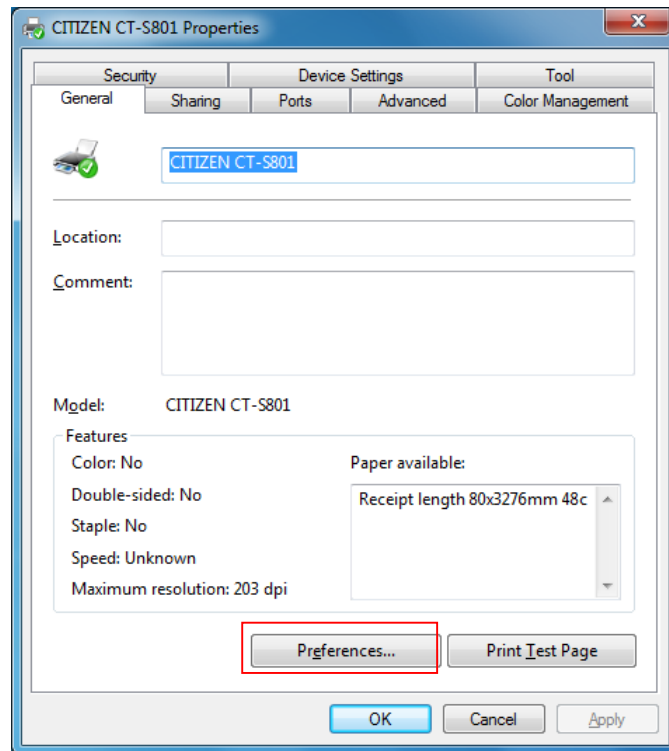 CITIZEN CT-S801 Properties
Security Device Settings Tool
General Sharing Ports Advanced Color Management
CITIZEN CT-S801
Location:
Comment:
Model: CITIZEN CT-S801
Features
Color: No Paper available:
Double-sided: No Receipt length 80x3276mm 48c
Staple: No
Speed: Unknown
Maximum resolution: 203 dpi
Preferences... Print Test Page
OK Cancel Apply